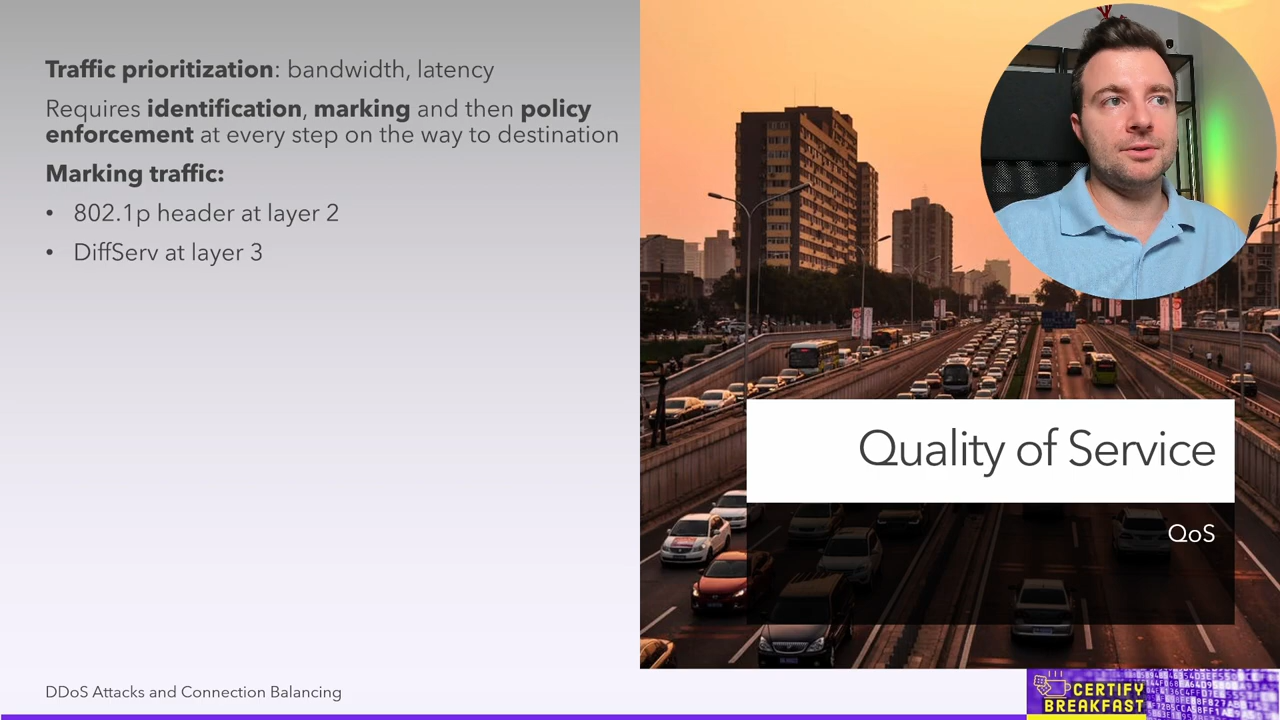 Traffic prioritization: bandwidth, latency
Requires identification, marking and then policy
enforcement at every step on the way to destination
Marking traffic:
• 802.1p header at layer 2
• DiffServ at layer 3
Quality of Service
QoS
DDoS Attacks and Connection Balancing
CERTIFY
BREAKFAST